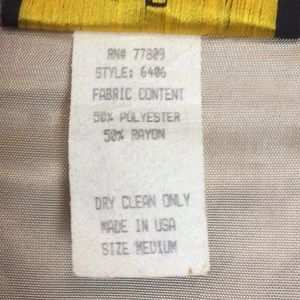 RN# 77809
STYLE: 6406
FABRIC CONTENT
50% POLYESTER
50% RAYON
DRY CLEAN ONLY
MADE IN USA
SIZE MEDIUM